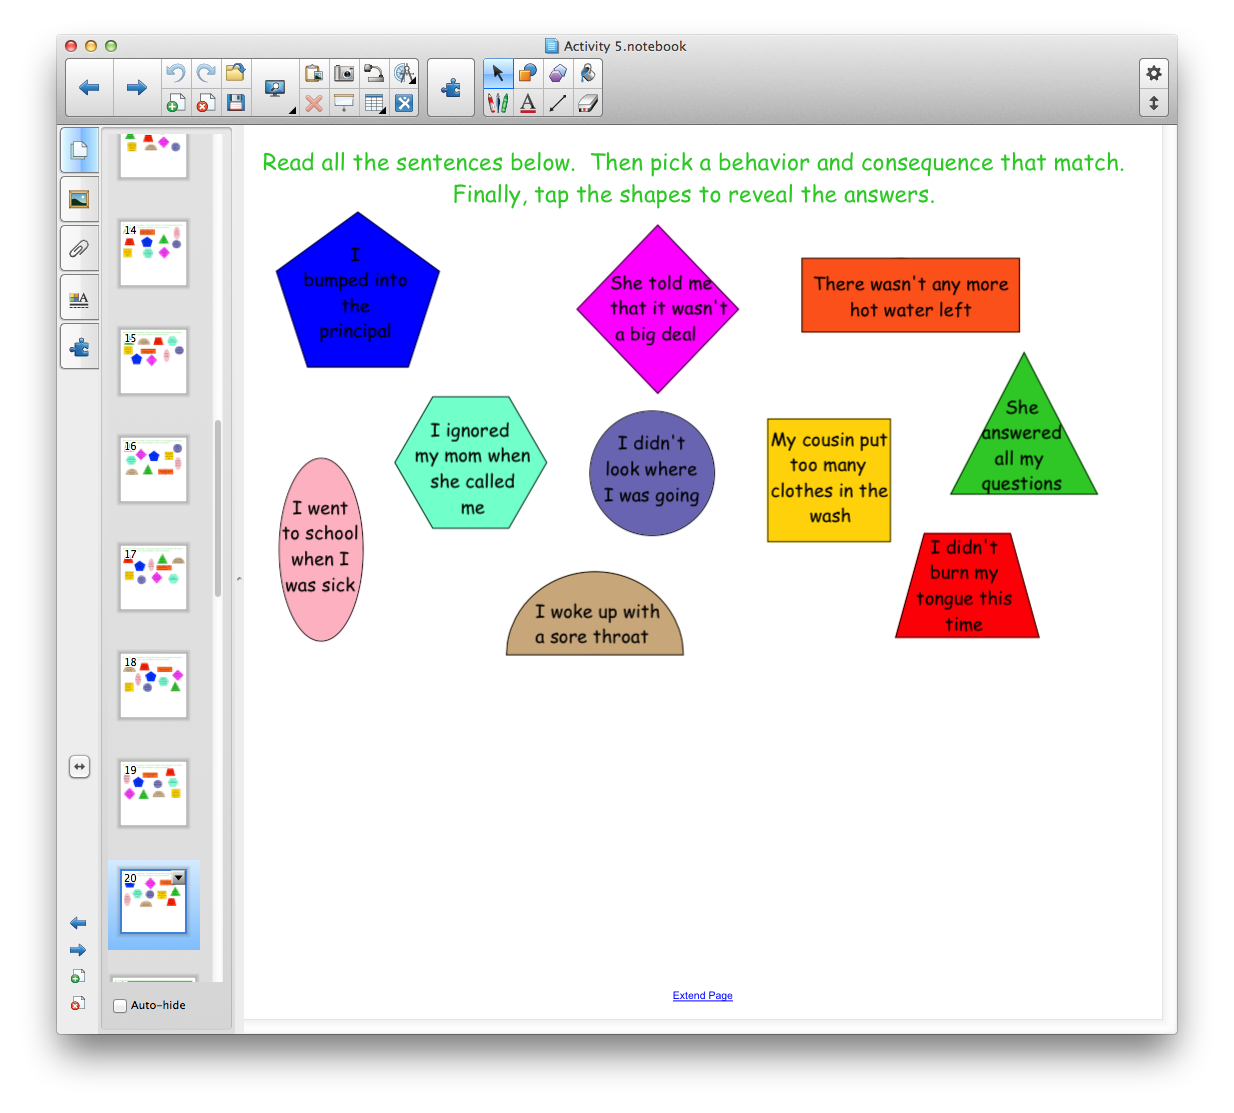 Activity 5.notebook
Read all the sentences below.  Then pick a behavior and consequence that match.
Finally, tap the shapes to reveal the answers.
I
bumped into
the
principal
She told me
that it wasn't
a big deal
There wasn't any more
hot water left
I ignored
my mom when
she called
me
I didn't
look where
I was going
My cousin put
too many
clothes in the
wash
She
answered
all my
questions
I went
to school
when I
was sick
I woke up with
a sore throat
I didn't
burn my
tongue this
time
14
15
16
17
18
19
20
Auto-hide
Extend Page